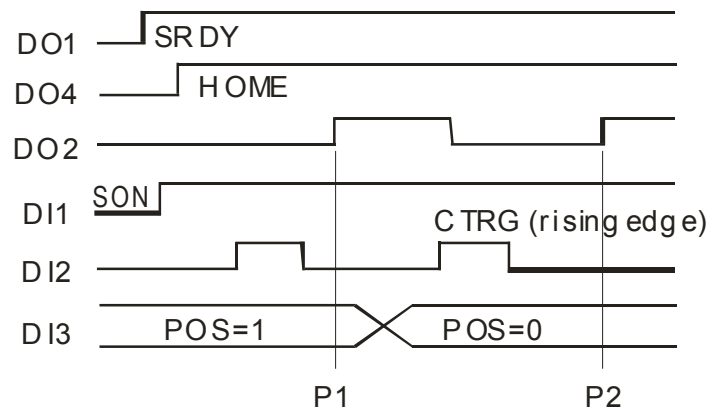 DO1 SRDY
DO4 HOME
DO2
SON
DI1
CTRG (rising edge)
DI2
DI3 POS=1 POS=0
P1 P2